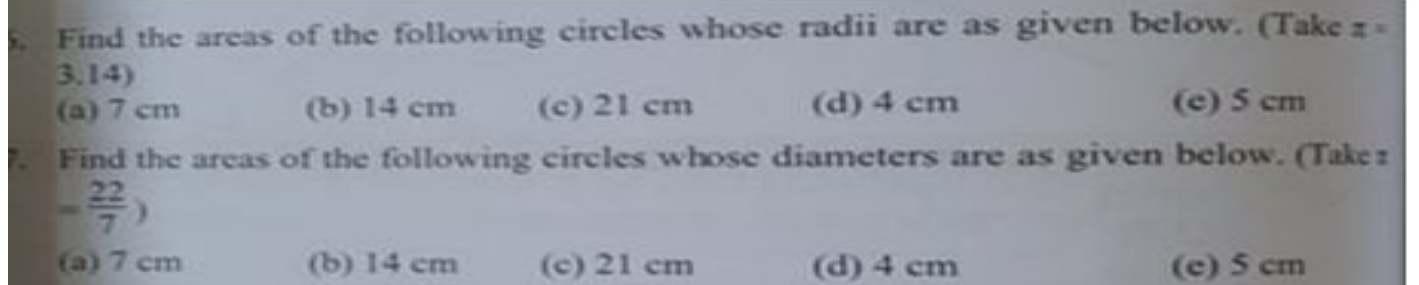 5. Find the areas of the following circles whose radii are as given below. (Take π =
3.14)
(a) 7 cm (b) 14 cm (c) 21 cm (d) 4 cm (e) 5 cm
7. Find the areas of the following circles whose diameters are as given below. (Take π
= 22/7)
(a) 7 cm (b) 14 cm (c) 21 cm (d) 4 cm (e) 5 cm